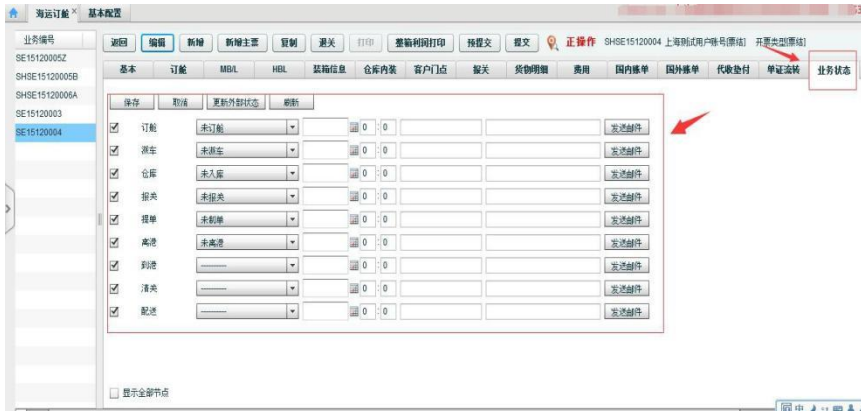 海运订舱 × 基本配置
业务编号
SE15120005Z
SHSE15120005B
SHSE15120006A
SE15120003
SE15120004
返回 编辑 新增 新增主票 复制 退关 打印 整箱利润打印 预提交 提交 正操作 SHSE15120004 上海测试用户账号[票结] 开票类型[票结]
基本 订舱 MB/L HBL 装箱信息 仓库内装 客户门点 报关 货物明细 费用 国内账单 国外账单 代收垫付 单证流转 业务状态
保存 取消 更新外部状态 刷新
订舱 未订舱 0 : 0 发送邮件
派车 未派车 0 : 0 发送邮件
仓库 未入库 0 : 0 发送邮件
报关 未报关 0 : 0 发送邮件
提单 未制单 0 : 0 发送邮件
离港 未离港 0 : 0 发送邮件
到港 ---------- 0 : 0 发送邮件
清关 ---------- 0 : 0 发送邮件
配送 ---------- 0 : 0 发送邮件
显示全部节点
中